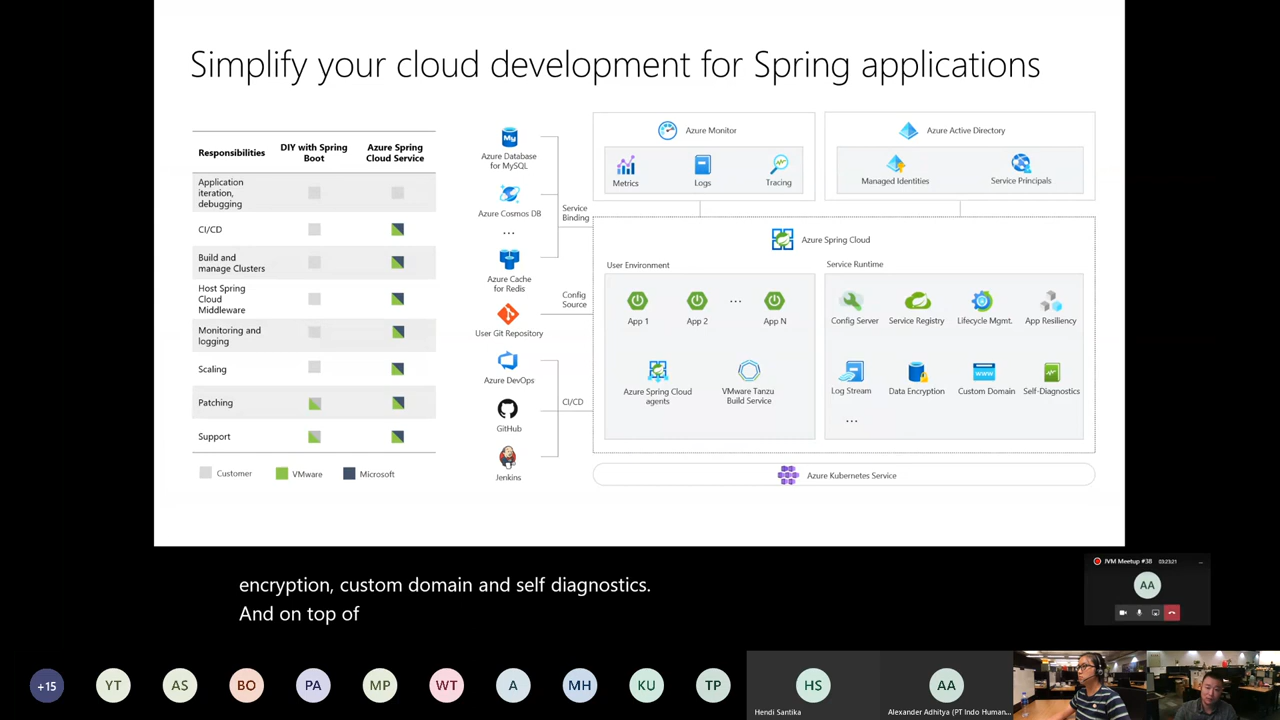 Simplify your cloud development for Spring applications
Responsibilities
DIY with Spring
Boot
Azure Spring
Cloud Service
Application
iteration,
debugging
CI/CD
Build and
manage Clusters
Host Spring
Cloud
Middleware
Monitoring and
logging
Scaling
Patching
Support
Customer
VMware
Microsoft
My
Azure Database
for MySQL
Azure Cosmos DB
...
Azure Cache
for Redis
User Git Repository
Azure DevOps
GitHub
Jenkins
Service
Binding
Config
Source
CI/CD
Azure Monitor
Metrics
Logs
Tracing
Azure Active Directory
Managed Identities
Service Principals
Azure Spring Cloud
User Environment
App 1
App 2
...
App N
Azure Spring Cloud
agents
VMware Tanzu
Build Service
Service Runtime
Config Server
Service Registry
Lifecycle Mgmt.
App Resiliency
Log Stream
Data Encryption
www
Custom Domain
Self-Diagnostics
...
Azure Kubernetes Service
encryption, custom domain and self diagnostics.
And on top of
JVM Meetup #38
03:23:21
...
AA
+15
YT
AS
BO
PA
MP
WT
A
MH
KU
TP
HS
Hendi Santika
AA
Alexander Adhitya (PT Indo Human...